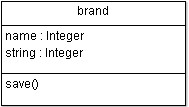 brand
name : Integer
string : Integer
save()